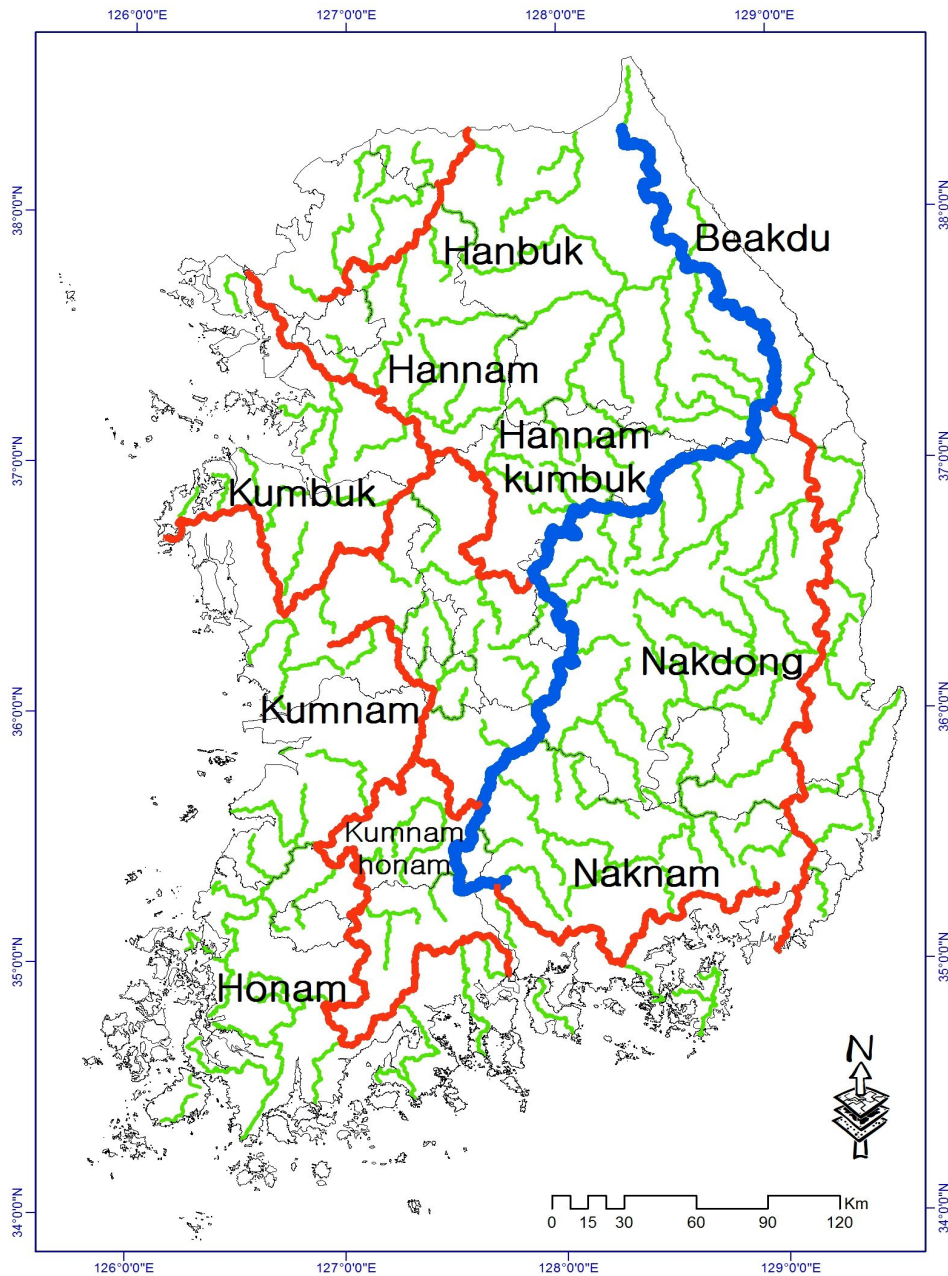 126°0'0"E 127°0'0"E 128°0'0"E 129°0'0"E
38°0'0"N 38°0'0"N
Beakdu
Hanbuk
Hannam
Hannam
kumbuk
37°0'0"N 37°0'0"N
Kumbuk
Nakdong
36°0'0"N 36°0'0"N
Kumnam
Kumnam
honam
Naknam
35°0'0"N 35°0'0"N
Honam
N
Km
0 15 30 60 90 120
34°0'0"N 34°0'0"N
126°0'0"E 127°0'0"E 128°0'0"E 129°0'0"E